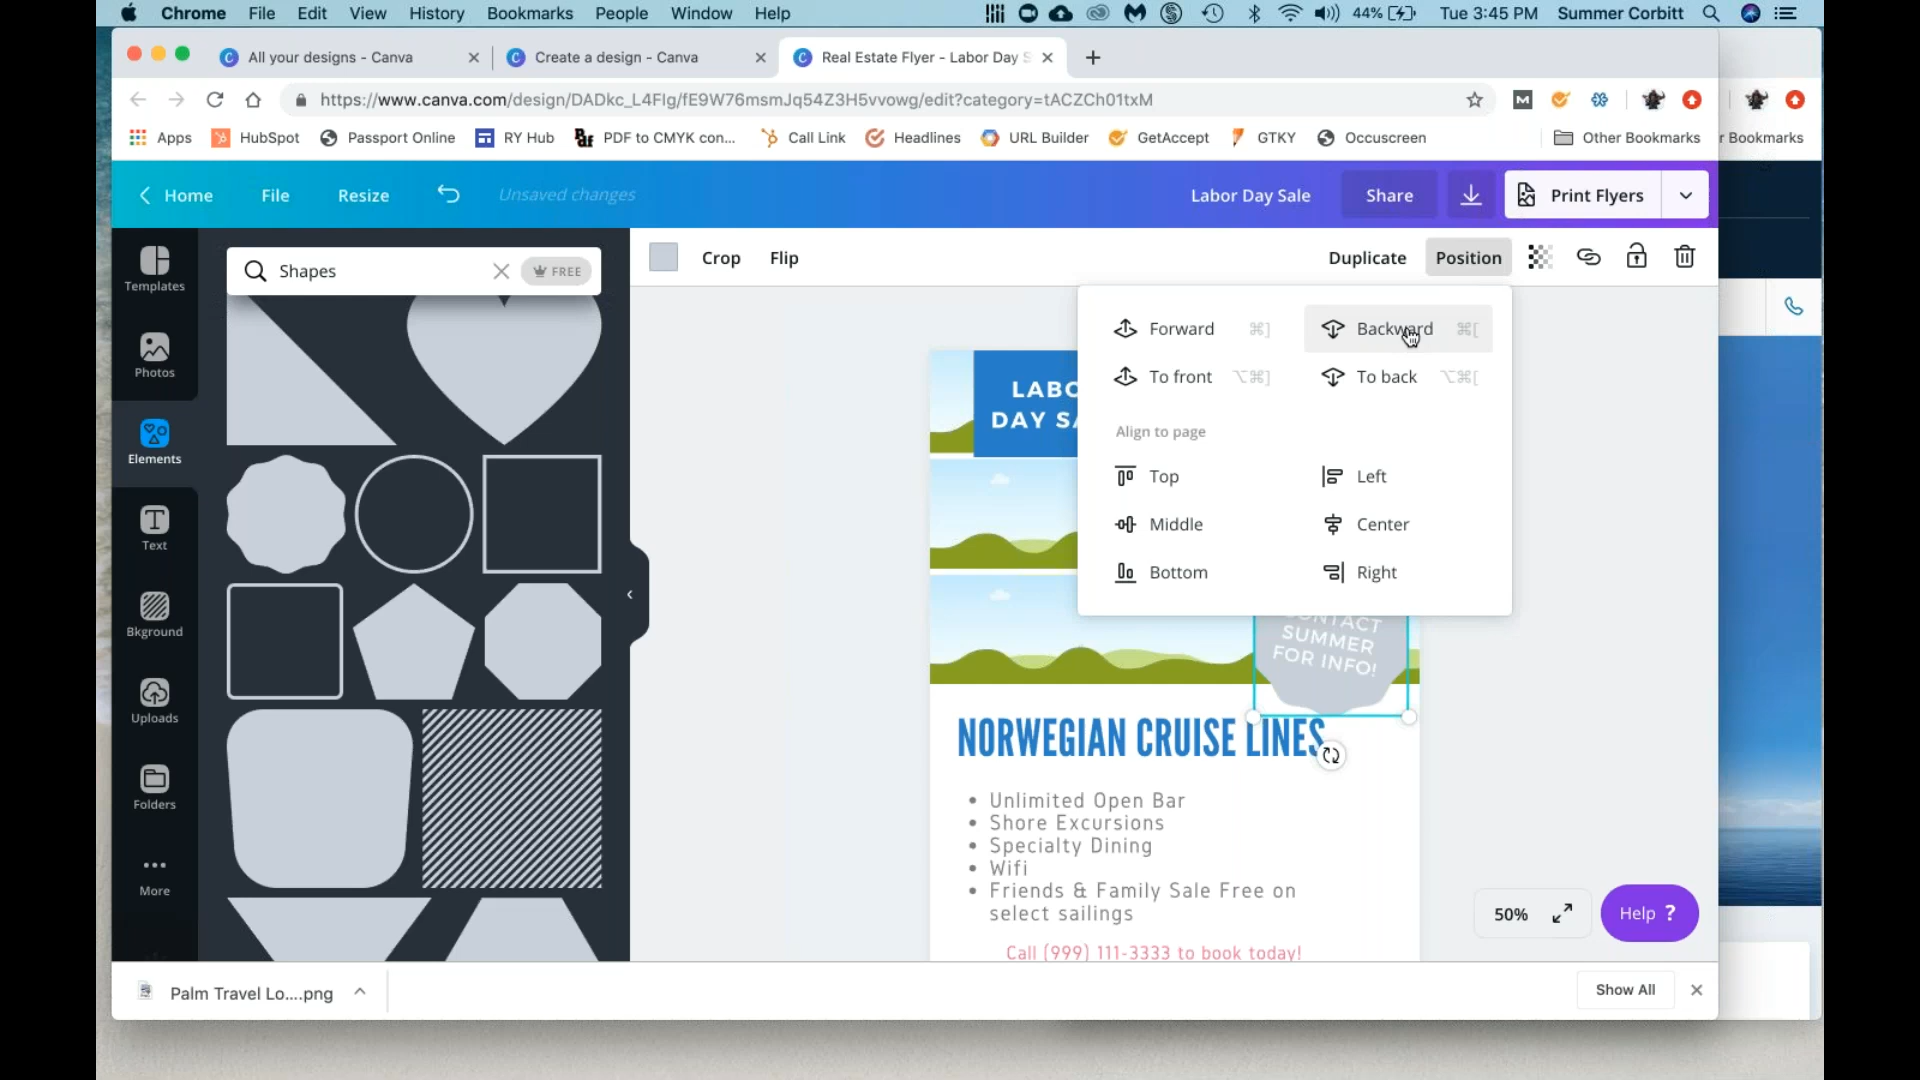 Chrome File Edit View History Bookmarks People Window Help 44% Tue 3:45 PM Summer Corbitt
All your designs - Canva Create a design - Canva Real Estate Flyer - Labor Day S
https://www.canva.com/design/DADkc_L4FIg/fE9W76msmJq54Z3H5vvowg/edit?category=tACZCh01txM
Apps HubSpot Passport Online RY Hub PDF to CMYK con... Call Link Headlines URL Builder GetAccept GTKY Occuscreen Other Bookmarks r Bookmarks
Home File Resize Unsaved changes Labor Day Sale Share Print Flyers
Shapes FREE
Crop Flip Duplicate Position
Templates
Photos
Elements
Text
Bkground
Uploads
Folders
More
Forward ⌘] Backward ⌘[
To front ⌥⌘] To back ⌥⌘[
Align to page
Top Left
Middle Center
Bottom Right
LABO
DAY SA
CONTACT
SUMMER
FOR INFO!
NORWEGIAN CRUISE LINES
• Unlimited Open Bar
• Shore Excursions
• Specialty Dining
• Wifi
• Friends & Family Sale Free on
select sailings
Call (999) 111-3333 to book today!
50% Help ?
Palm Travel Lo....png Show All